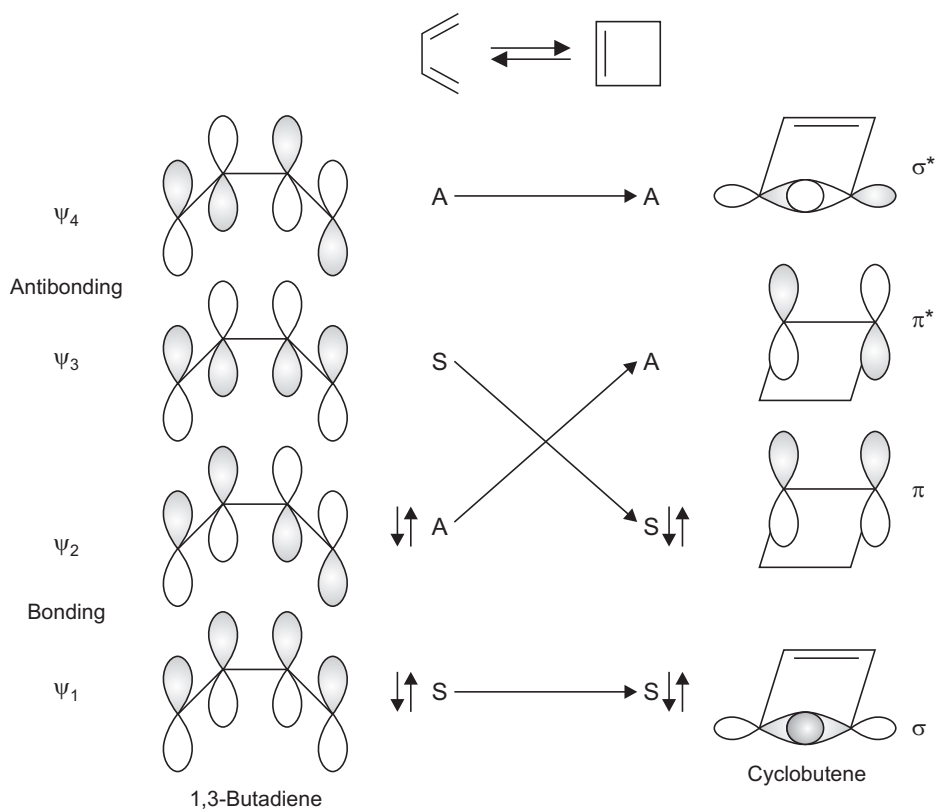 ψ4 A A σ*
Antibonding
ψ3 S A π*
ψ2 A S π
Bonding
ψ1 S S σ
1,3-Butadiene Cyclobutene